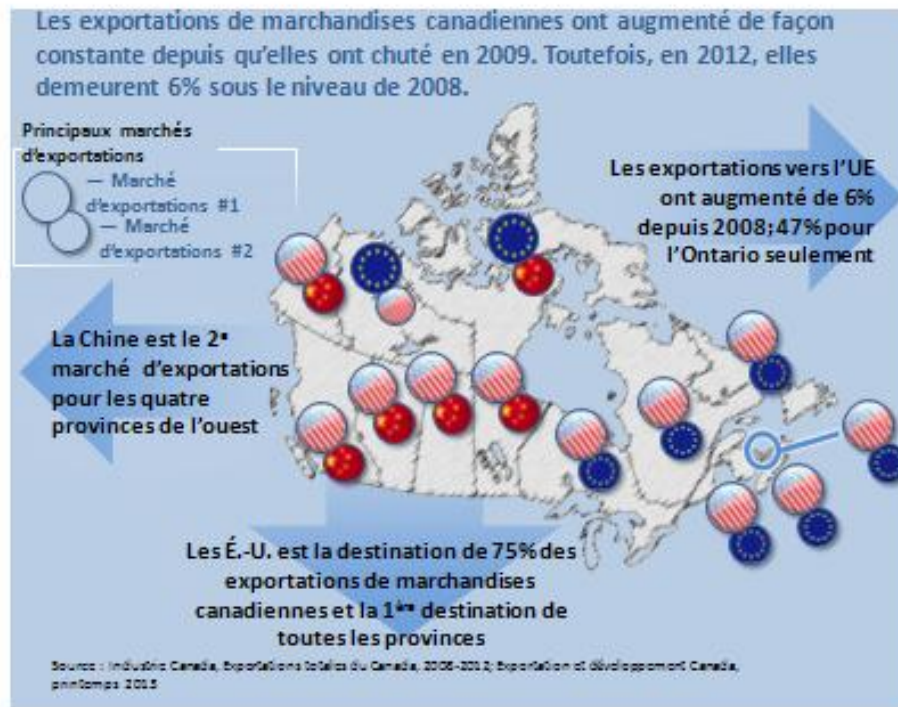 Les exportations de marchandises canadiennes ont augmenté de façon
constante depuis qu'elles ont chuté en 2009. Toutefois, en 2012, elles
demeurent 6% sous le niveau de 2008.
Principaux marchés
d'exportations
— Marché
d'exportations #1
— Marché
d'exportations #2
Les exportations vers l'UE
ont augmenté de 6%
depuis 2008; 47% pour
l'Ontario seulement
La Chine est le 2e
marché d'exportations
pour les quatre
provinces de l'ouest
Les É.-U. est la destination de 75% des
exportations de marchandises
canadiennes et la 1ère destination de
toutes les provinces
Source : Industrie Canada, Exportations totales du Canada, 2008-2012; Exportation et développement Canada,
printemps 2013